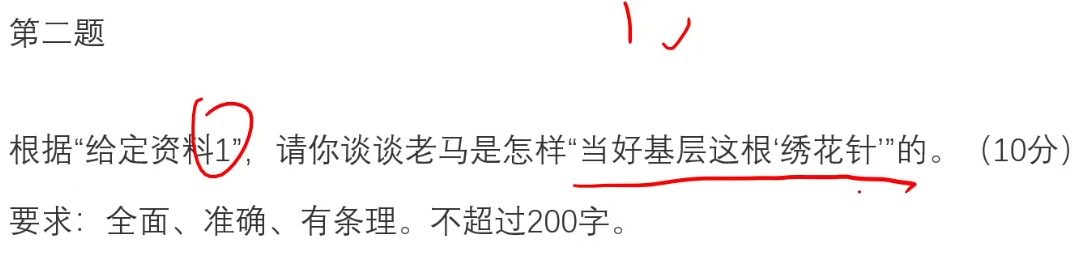 第二题
根据“给定资料1”，请你谈谈老马是怎样“当好基层这根‘绣花针’”的。（10分）
要求：全面、准确、有条理。不超过200字。